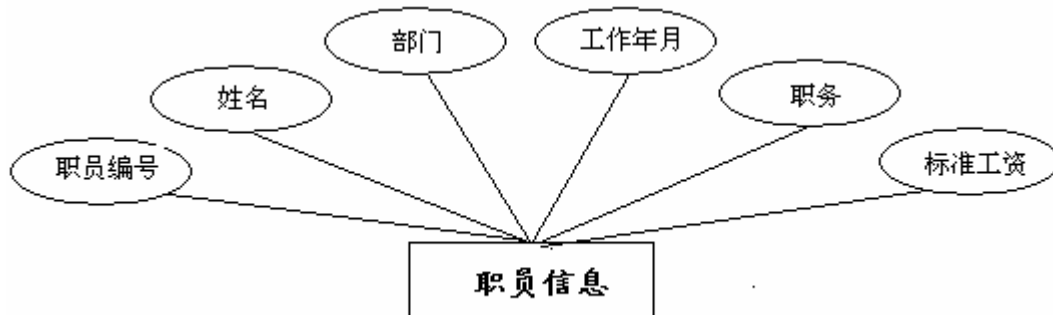 部门
工作年月
姓名
职务
职员编号
标准工资
职员信息